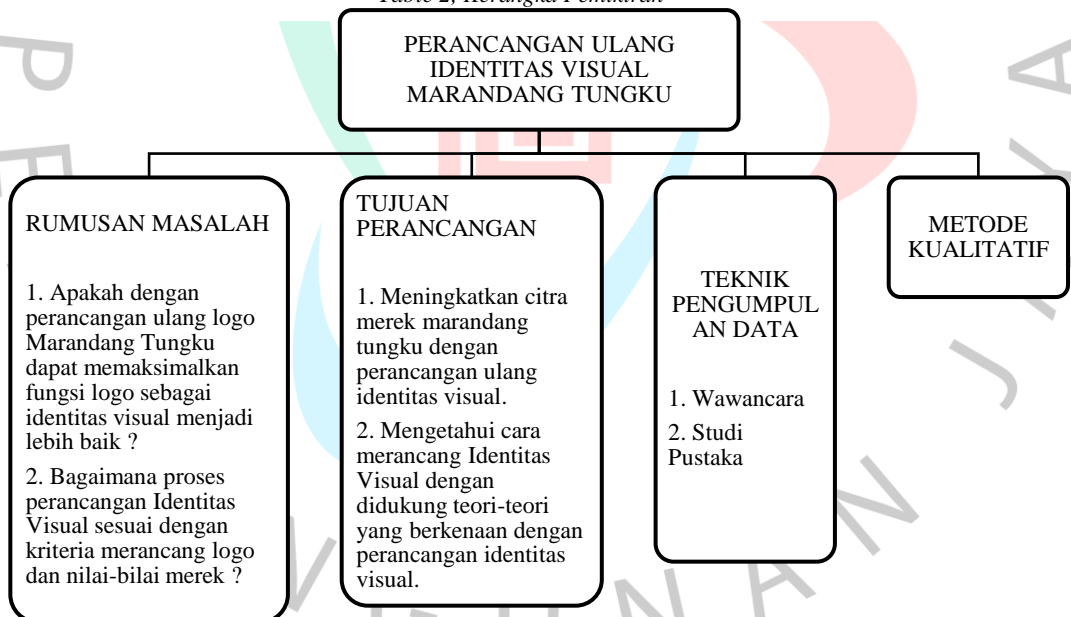 Table 2, Kerangka Pemikiran
PERANCANGAN ULANG
IDENTITAS VISUAL
MARANDANG TUNGKU
RUMUSAN MASALAH
1. Apakah dengan
perancangan ulang logo
Marandang Tungku
dapat memaksimalkan
fungsi logo sebagai
identitas visual menjadi
lebih baik ?
2. Bagaimana proses
perancangan Identitas
Visual sesuai dengan
kriteria merancang logo
dan nilai-bilai merek ?
TUJUAN
PERANCANGAN
1. Meningkatkan citra
merek marandang
tungku dengan
perancangan ulang
identitas visual.
2. Mengetahui cara
merancang Identitas
Visual dengan
didukung teori-teori
yang berkenaan dengan
perancangan identitas
visual.
TEKNIK
PENGUMPUL
AN DATA
1. Wawancara
2. Studi
Pustaka
METODE
KUALITATIF